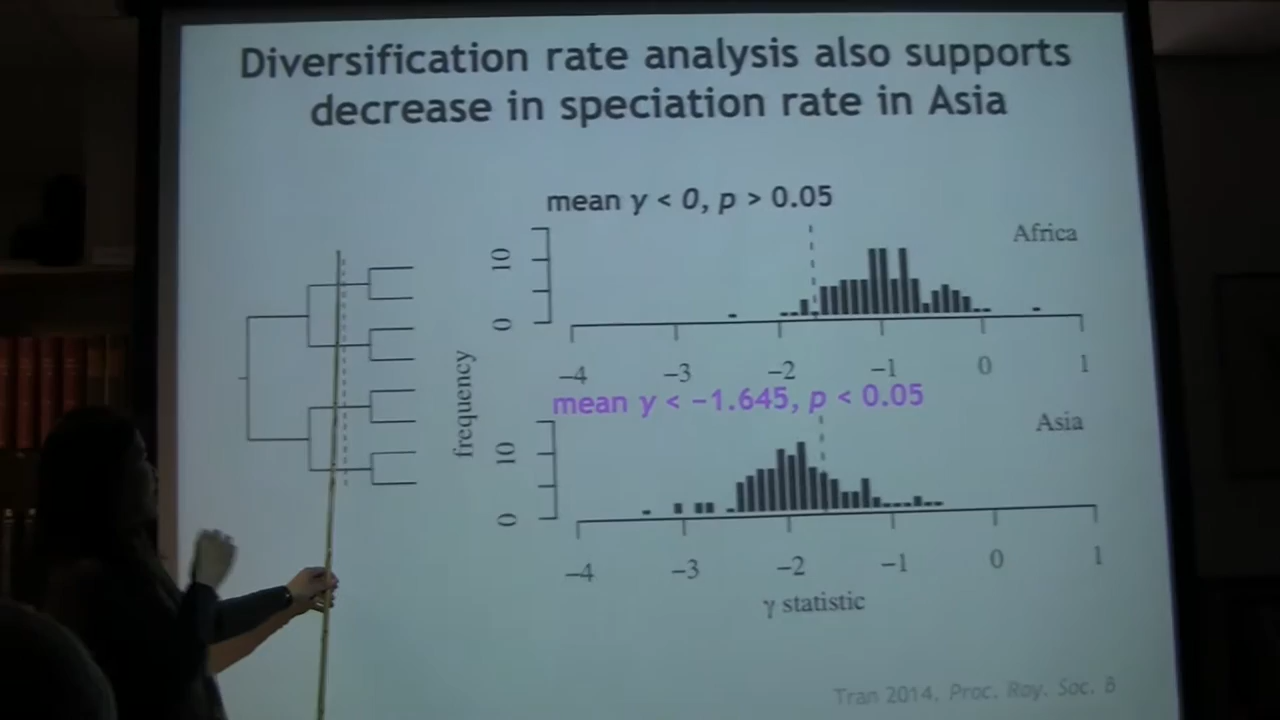 Diversification rate analysis also supports
decrease in speciation rate in Asia
mean γ < 0, p > 0.05
Africa
10
0
−4 −3 −2 −1 0 1
mean γ < −1.645, p < 0.05
Asia
frequency
10
0
−4 −3 −2 −1 0 1
γ statistic
Tran 2014, Proc. Roy. Soc. B